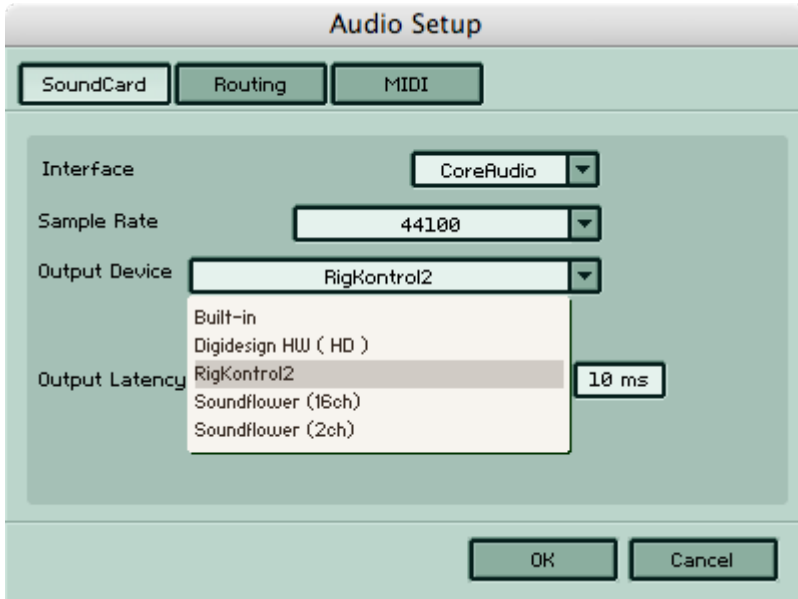 Audio Setup
SoundCard Routing MIDI
Interface CoreAudio
Sample Rate 44100
Output Device RigKontrol2
Built-in
Digidesign HW ( HD )
Output Latency RigKontrol2 10 ms
Soundflower (16ch)
Soundflower (2ch)
OK Cancel